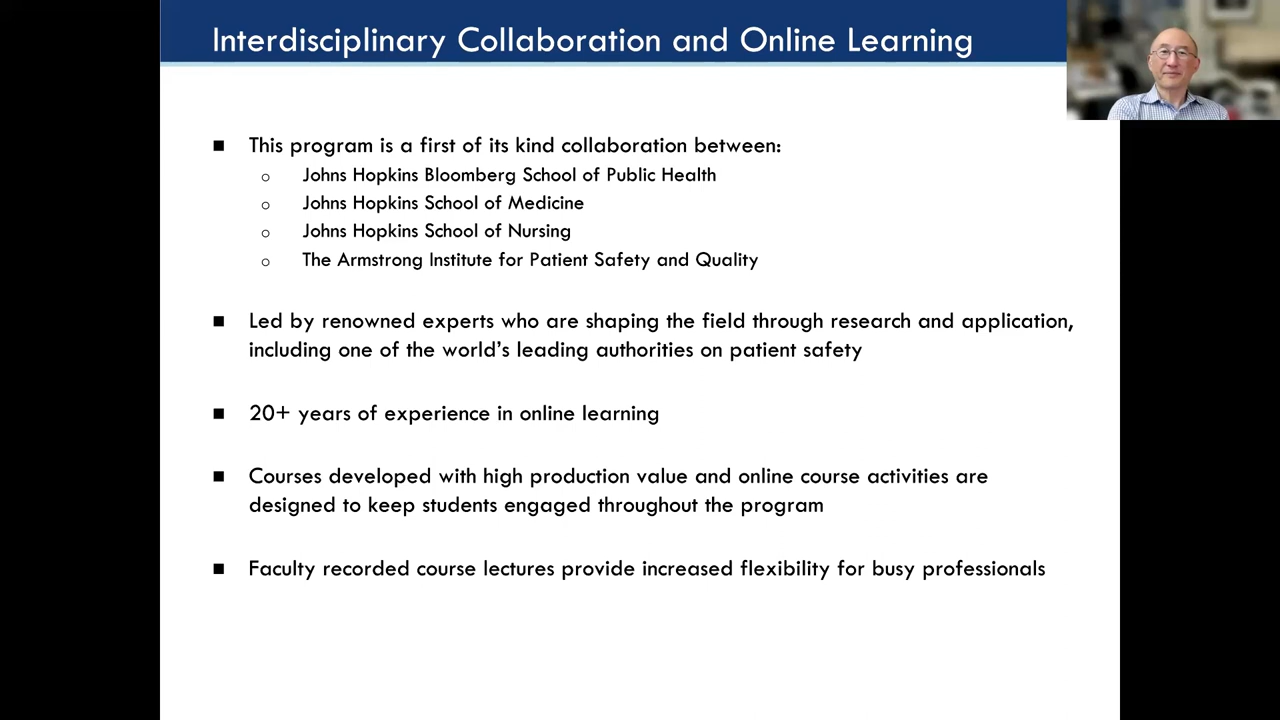 Interdisciplinary Collaboration and Online Learning
■ This program is a first of its kind collaboration between:
o Johns Hopkins Bloomberg School of Public Health
o Johns Hopkins School of Medicine
o Johns Hopkins School of Nursing
o The Armstrong Institute for Patient Safety and Quality
■ Led by renowned experts who are shaping the field through research and application,
including one of the world's leading authorities on patient safety
■ 20+ years of experience in online learning
■ Courses developed with high production value and online course activities are
designed to keep students engaged throughout the program
■ Faculty recorded course lectures provide increased flexibility for busy professionals